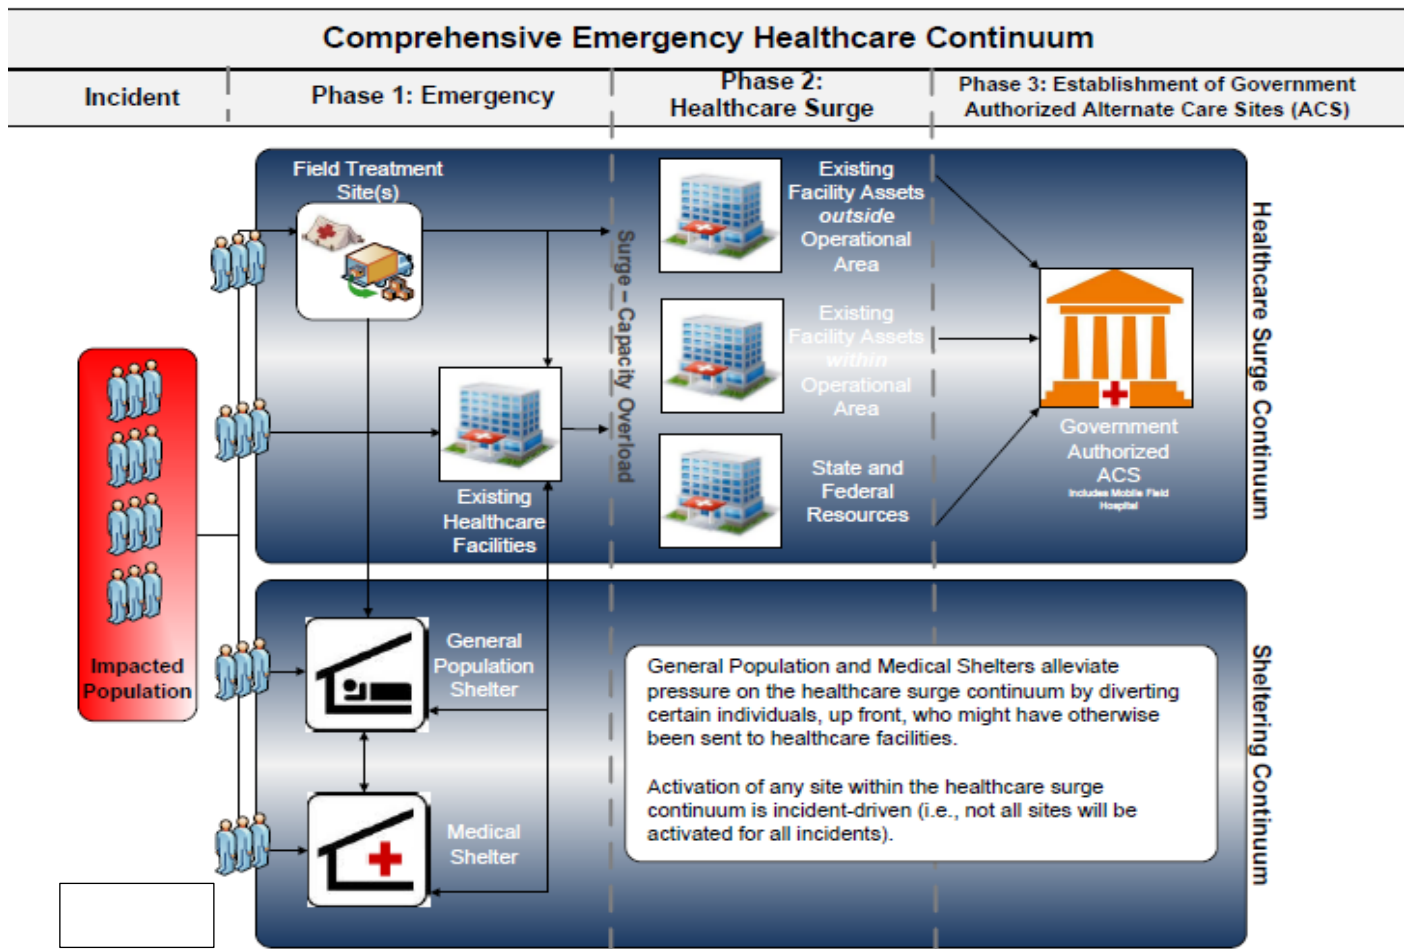 Comprehensive Emergency Healthcare Continuum
Incident
Phase 1: Emergency
Phase 2:
Healthcare Surge
Phase 3: Establishment of Government
Authorized Alternate Care Sites (ACS)
Field Treatment
Site(s)
Existing
Healthcare
Facilities
Surge – Capacity Overload
Existing
Facility Assets
outside
Operational
Area
Existing
Facility Assets
within
Operational
Area
State and
Federal
Resources
Government
Authorized
ACS
Includes Mobile Field
Hospital
Healthcare Surge Continuum
Impacted
Population
General
Population
Shelter
Medical
Shelter
General Population and Medical Shelters alleviate
pressure on the healthcare surge continuum by diverting
certain individuals, up front, who might have otherwise
been sent to healthcare facilities.
Activation of any site within the healthcare surge
continuum is incident-driven (i.e., not all sites will be
activated for all incidents).
Sheltering Continuum